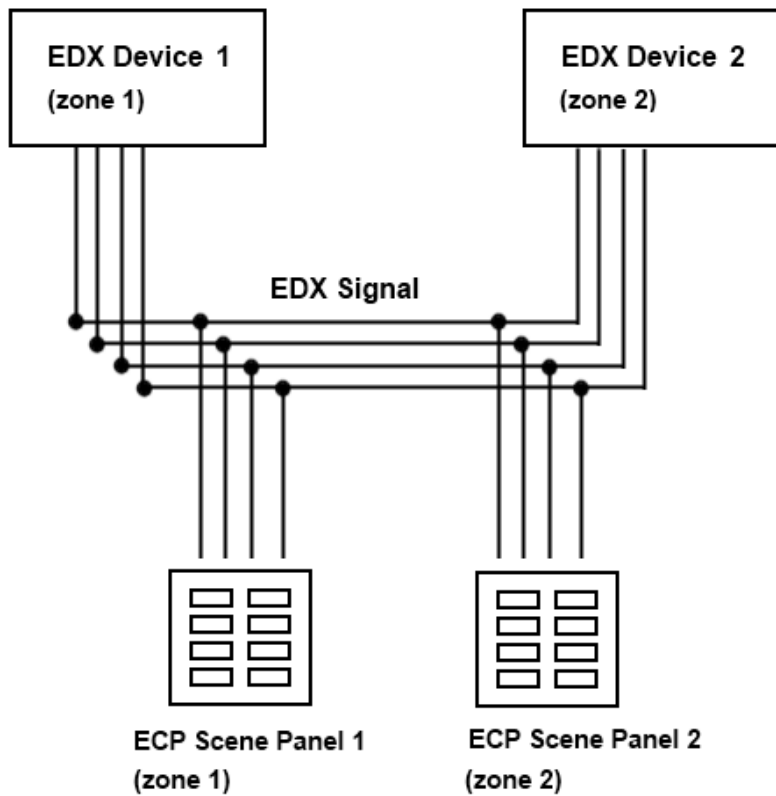 EDX Device 1
(zone 1)
EDX Device 2
(zone 2)
EDX Signal
ECP Scene Panel 1
(zone 1)
ECP Scene Panel 2
(zone 2)